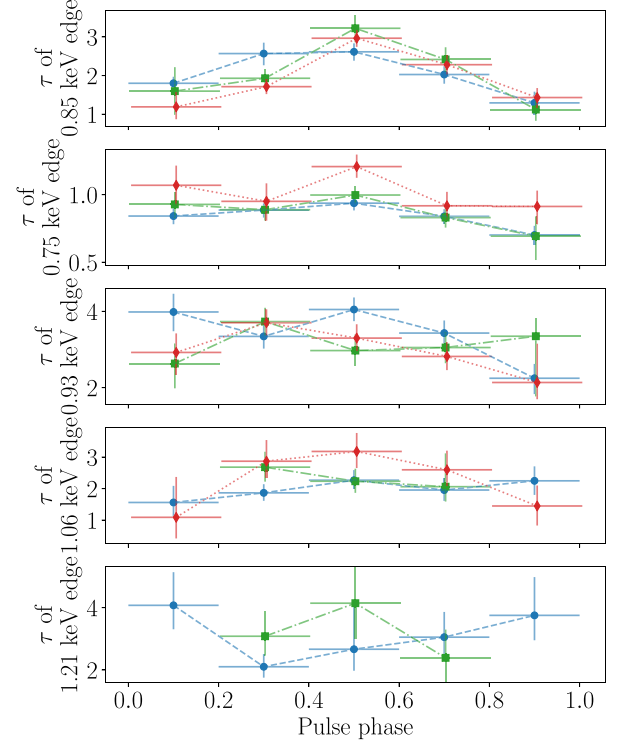 τ of
0.85 keV edge
3
2
1
τ of
0.75 keV edge
1.0
0.5
τ of
0.93 keV edge
4
2
τ of
1.06 keV edge
3
2
1
τ of
1.21 keV edge
4
2
0.0 0.2 0.4 0.6 0.8 1.0
Pulse phase